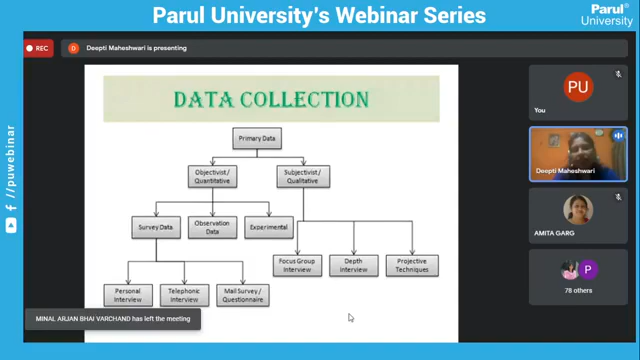 Parul University's Webinar Series
Parul®
University
REC
D
Deepti Maheshwari is presenting
DATA COLLECTION
Primary Data
Objectivist/
Quantitative
Subjectivist/
Qualitative
Survey Data
Observation
Data
Experimental
Focus Group
Interview
Depth
Interview
Projective
Techniques
Personal
Interview
Telephonic
Interview
Mail Survey/
Questionnaire
MINAL ARJAN BHAI VARCHAND has left the meeting
PU
You
Deepti Maheshwari
AMITA GARG
P
78 others
/puwebinar